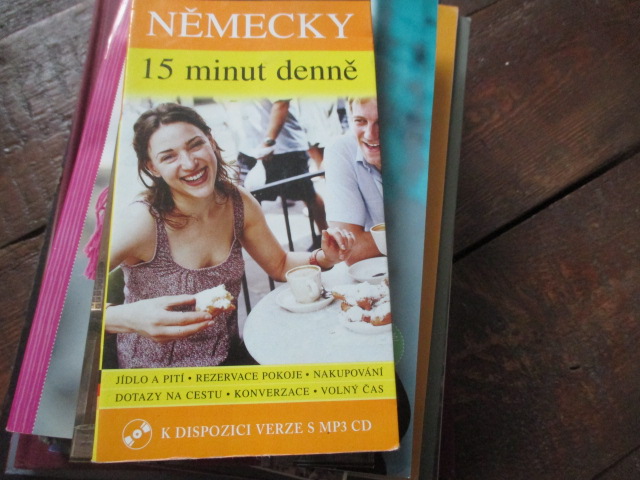 NĚMECKY
15 minut denně
JÍDLO A PITÍ • REZERVACE POKOJE • NAKUPOVÁNÍ
DOTAZY NA CESTU • KONVERZACE • VOLNÝ ČAS
K DISPOZICI VERZE S MP3 CD